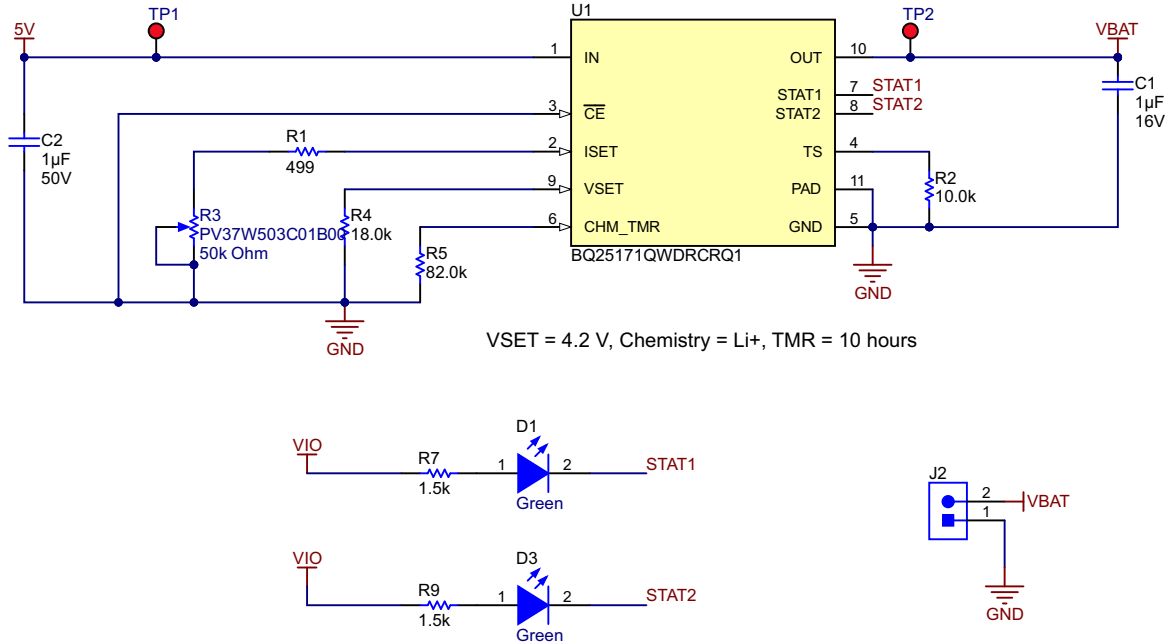 U1
5V
TP1
TP2
VBAT
1
IN
OUT
10
STAT1
7
STAT1
STAT2
8
STAT2
3
CE
C1
1µF
16V
C2
1µF
50V
R1
499
2
ISET
TS
4
R2
10.0k
9
VSET
PAD
11
R3
PV37W503C01B00
50k Ohm
R4
18.0k
6
CHM_TMR
GND
5
R5
82.0k
BQ25171QWDRCRQ1
GND
GND
VSET = 4.2 V, Chemistry = Li+, TMR = 10 hours
VIO
R7
1.5k
D1
1
2
Green
STAT1
J2
2
VBAT
1
GND
VIO
R9
1.5k
D3
1
2
Green
STAT2